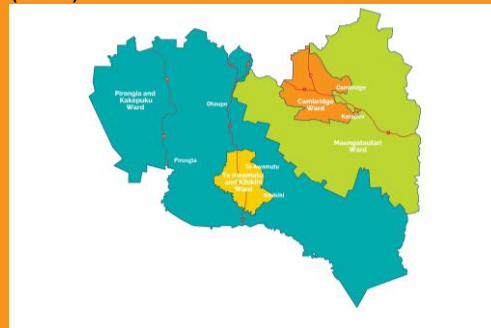 Pirongia and
Kakepuku
Ward
Ohaupo
Pirongia
Te Awamutu
Te Awamutu
and Kihikihi
Ward
Kihikihi
Cambridge
Cambridge
Ward
Karapiro
Maungatautari
Ward